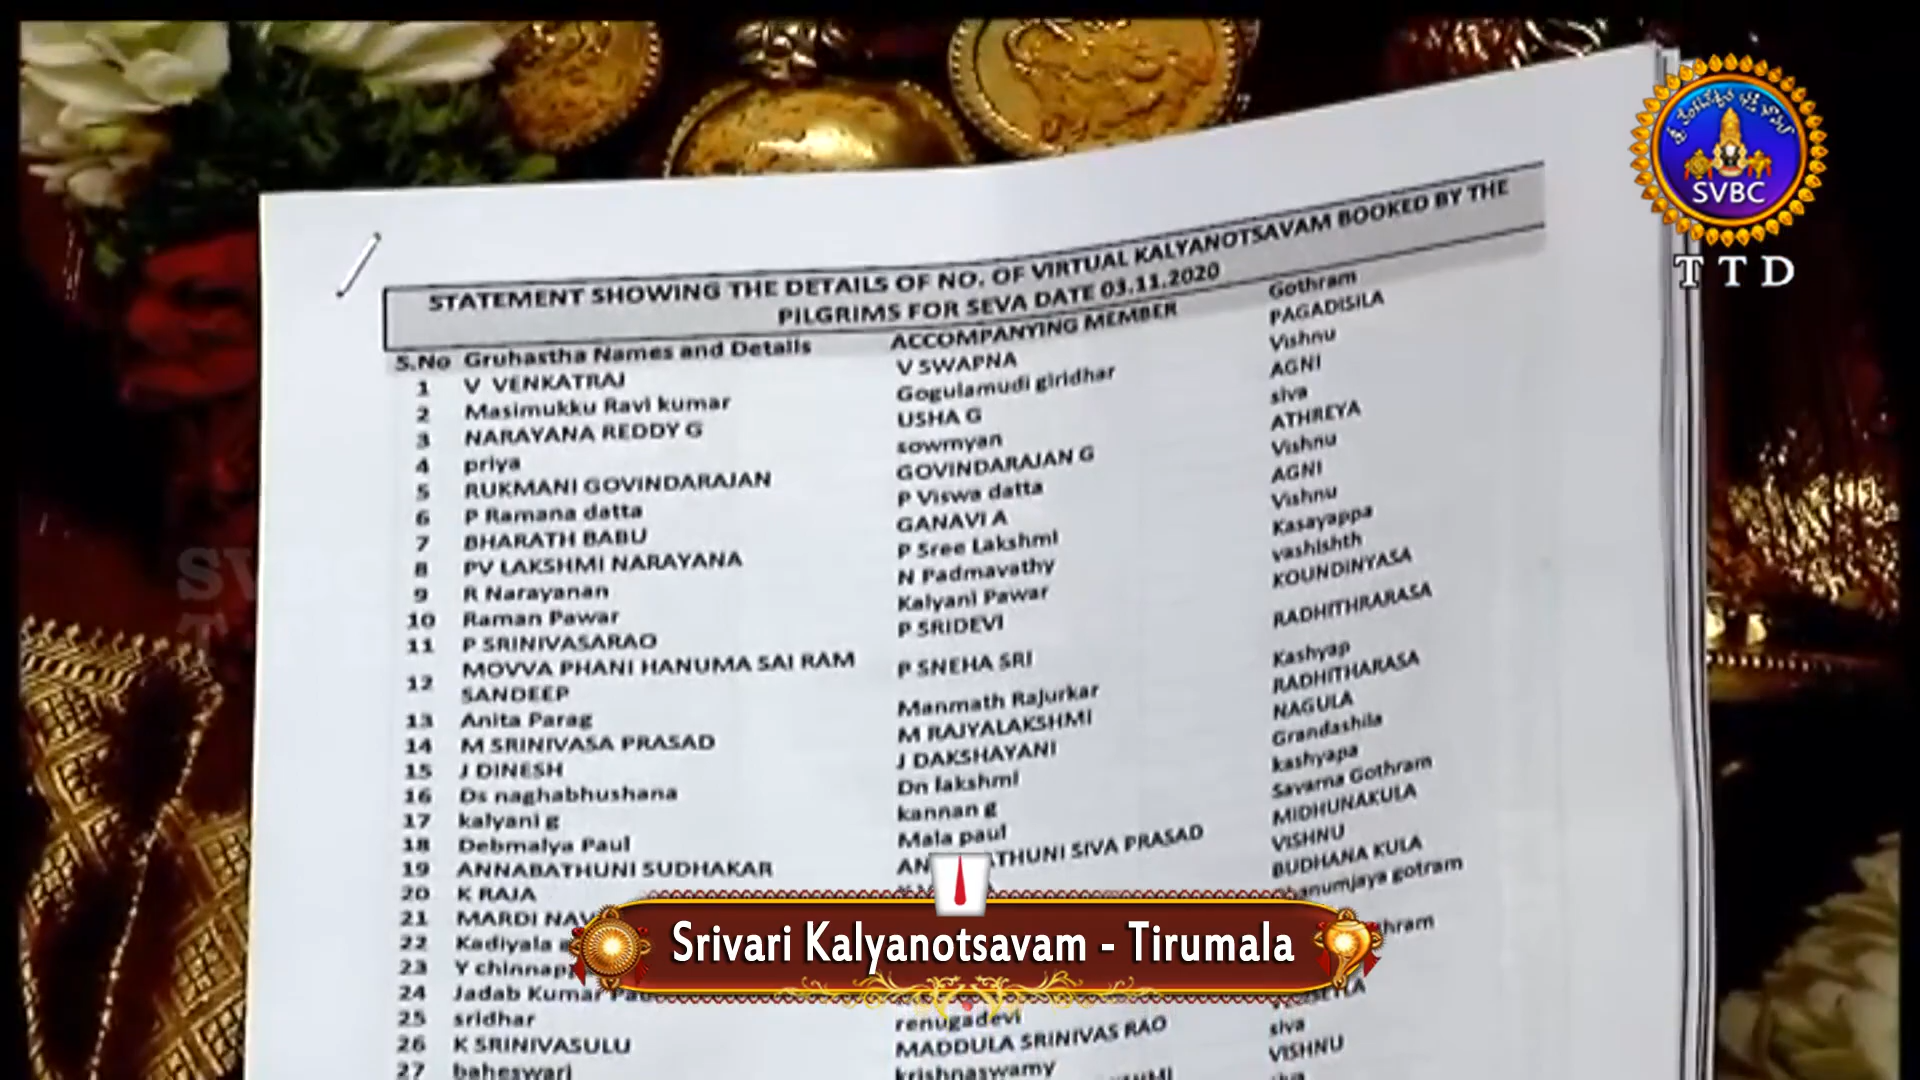 STATEMENT SHOWING THE DETAILS OF NO. OF VIRTUAL KALYANOTSAVAM BOOKED BY THE
PILGRIMS FOR SEVA DATE 03.11.2020
S.No Gruhastha Names and Details ACCOMPANYING MEMBER Gothram
1 V VENKATRAJ V SWAPNA PAGADISILA
2 Masimukku Ravi kumar Gogulamudi giridhar Vishnu
3 NARAYANA REDDY G USHA G AGNI
4 priya sowmyan siva
5 RUKMANI GOVINDARAJAN GOVINDARAJAN G ATHREYA
6 P Ramana datta P Viswa datta Vishnu
7 BHARATH BABU GANAVI A AGNI
8 PV LAKSHMI NARAYANA P Sree Lakshmi Vishnu
9 R Narayanan N Padmavathy Kasayappa
10 Raman Pawar Kalyani Pawar vashishth
11 P SRINIVASARAO P SRIDEVI KOUNDINYASA
12 MOVVA PHANI HANUMA SAI RAM P SNEHA SRI RADHITHRARASA
SANDEEP
13 Anita Parag Manmath Rajurkar Kashyap
14 M SRINIVASA PRASAD M RAJYALAKSHMI RADHITHARASA
15 J DINESH J DAKSHAYANI NAGULA
16 Ds naghabhushana Dn lakshmi Grandashila
17 kalyani g kannan g kashyapa
18 Debmalya Paul Mala paul Savarna Gothram
19 ANNABATHUNI SUDHAKAR THUNI SIVA PRASAD MIDHUNAKULA
20 K RAJA VISHNU
21 MARDI BUDHANA KULA
22 Kadiyala gotram
23 Y
24 Jadab Kumar
25 sridhar renugadevi
26 K SRINIVASULU MADDULA SRINIVAS RAO siva
27 baheswari krishnaswamy VISHNU
siva
SVBC
TTD
Srivari Kalyanotsavam - Tirumala